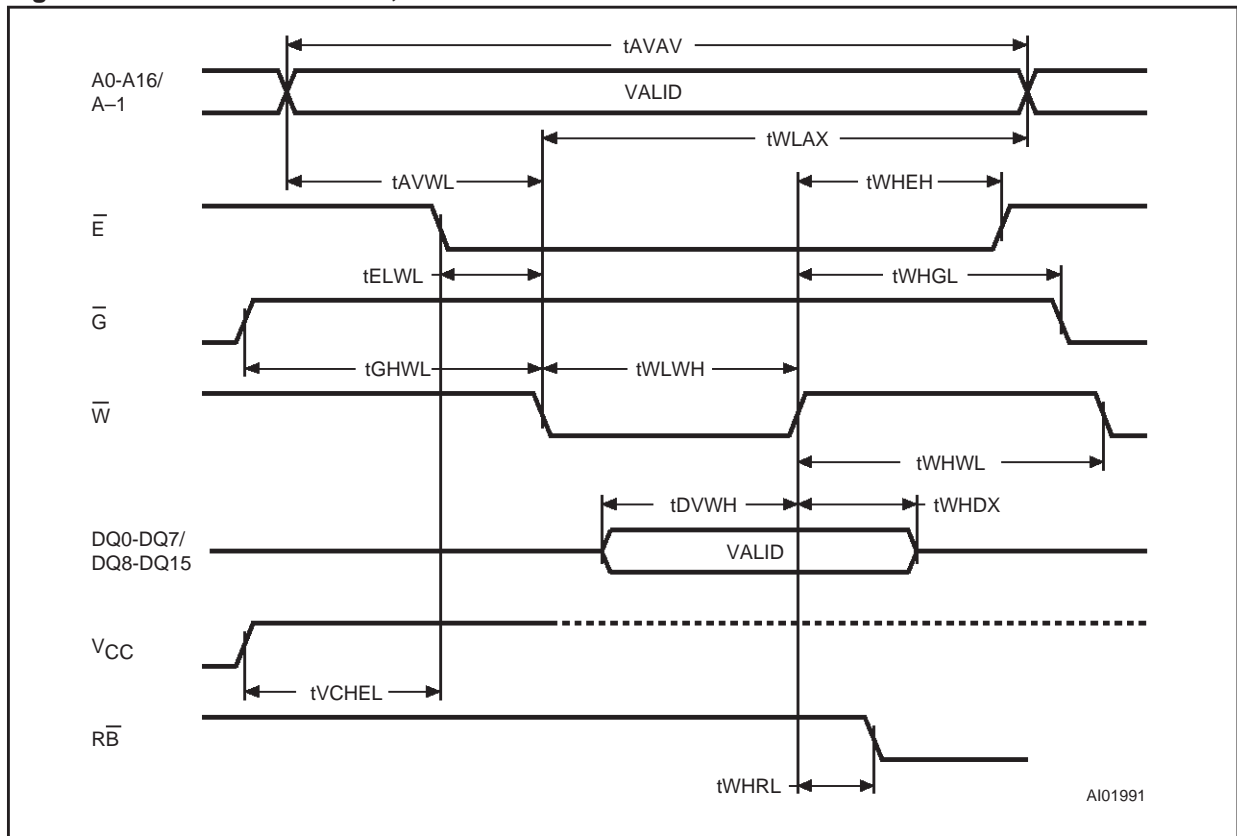 tAVAV
A0-A16/
A–1
VALID
tWLAX
tAVWL
tWHEH
E̅
tELWL
tWHGL
G̅
tGHWL
tWLWH
W̅
tWHWL
tDVWH
tWHDX
DQ0-DQ7/
DQ8-DQ15
VALID
VCC
tVCHEL
RB̅
tWHRL
AI01991